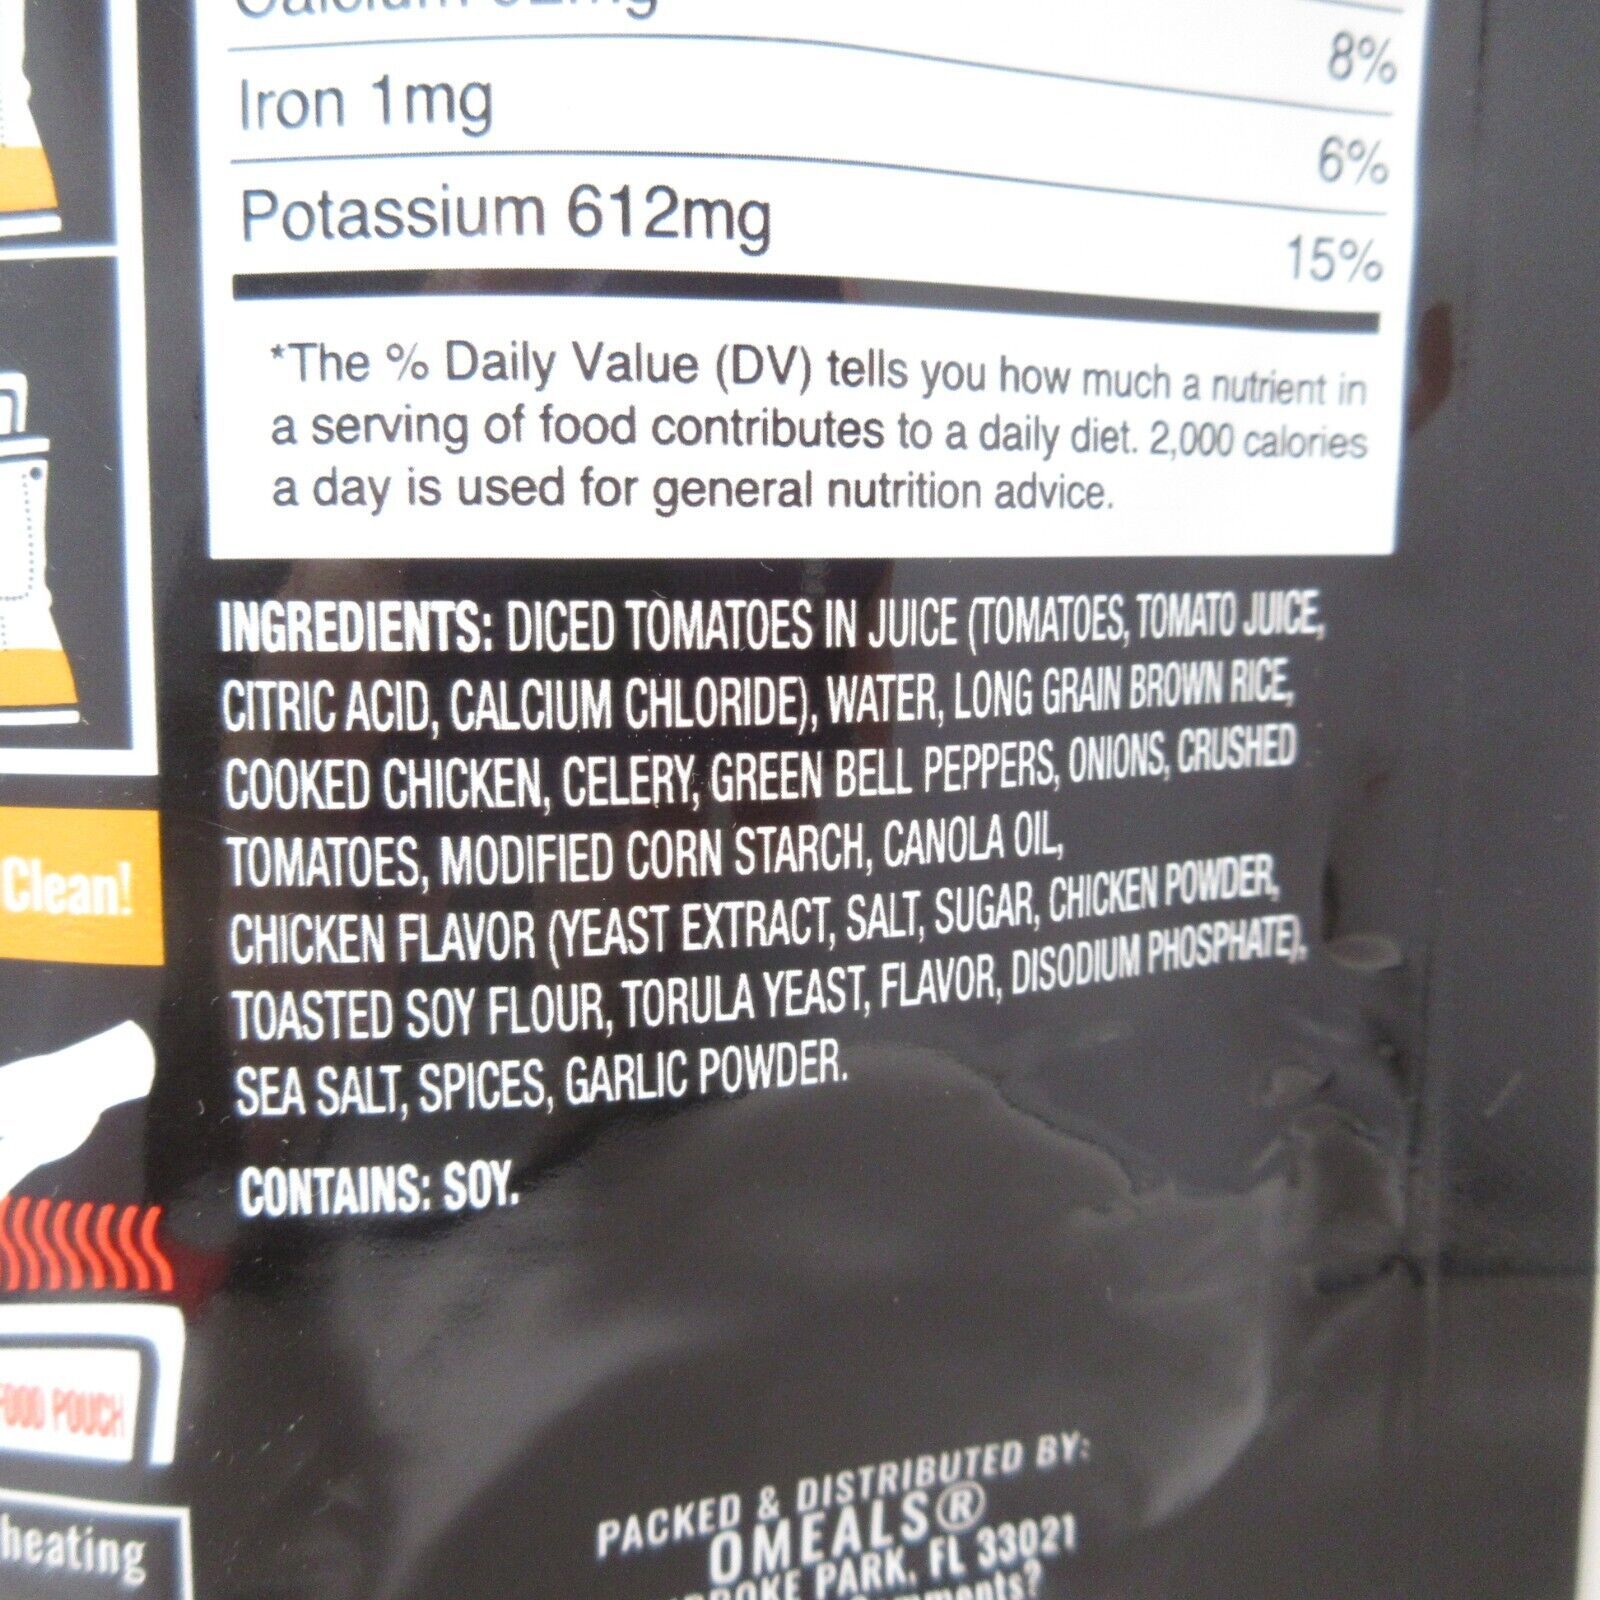 8%
Iron 1mg 6%
Potassium 612mg 15%
*The % Daily Value (DV) tells you how much a nutrient in
a serving of food contributes to a daily diet. 2,000 calories
a day is used for general nutrition advice.
INGREDIENTS: DICED TOMATOES IN JUICE (TOMATOES, TOMATO JUICE,
CITRIC ACID, CALCIUM CHLORIDE), WATER, LONG GRAIN BROWN RICE,
COOKED CHICKEN, CELERY, GREEN BELL PEPPERS, ONIONS, CRUSHED
TOMATOES, MODIFIED CORN STARCH, CANOLA OIL,
CHICKEN FLAVOR (YEAST EXTRACT, SALT, SUGAR, CHICKEN POWDER,
TOASTED SOY FLOUR, TORULA YEAST, FLAVOR, DISODIUM PHOSPHATE),
SEA SALT, SPICES, GARLIC POWDER.
CONTAINS: SOY.
Clean!
FOOD POUCH
heating
PACKED & DISTRIBUTED BY:
OMEALS®
PARK, FL 33021